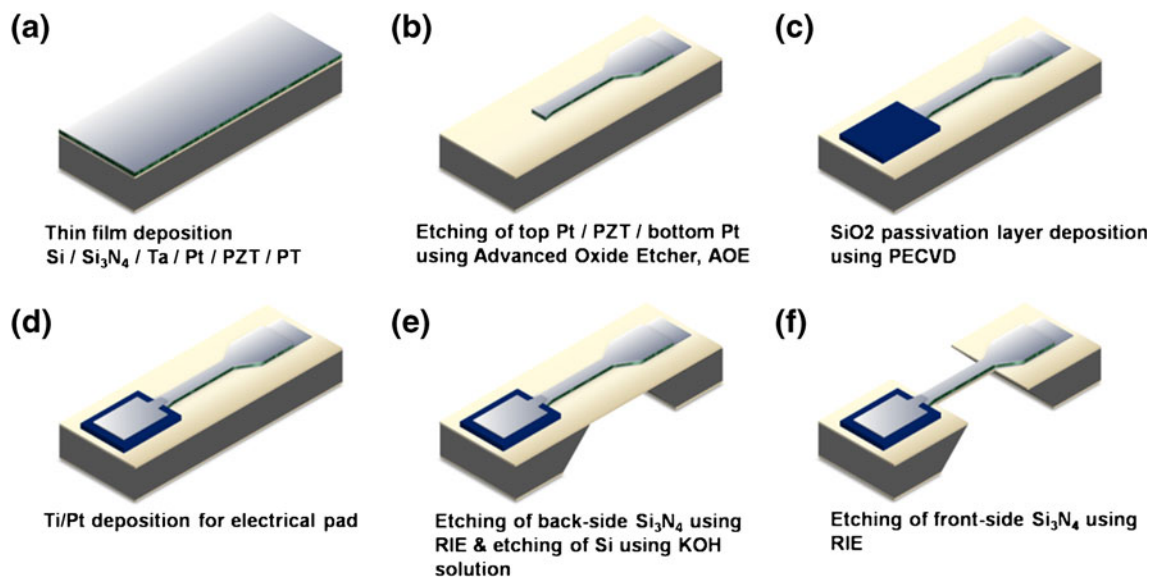 (a)
Thin film deposition
Si / Si₃N₄ / Ta / Pt / PZT / PT
(b)
Etching of top Pt / PZT / bottom Pt
using Advanced Oxide Etcher, AOE
(c)
SiO2 passivation layer deposition
using PECVD
(d)
Ti/Pt deposition for electrical pad
(e)
Etching of back-side Si₃N₄ using
RIE & etching of Si using KOH
solution
(f)
Etching of front-side Si₃N₄ using
RIE